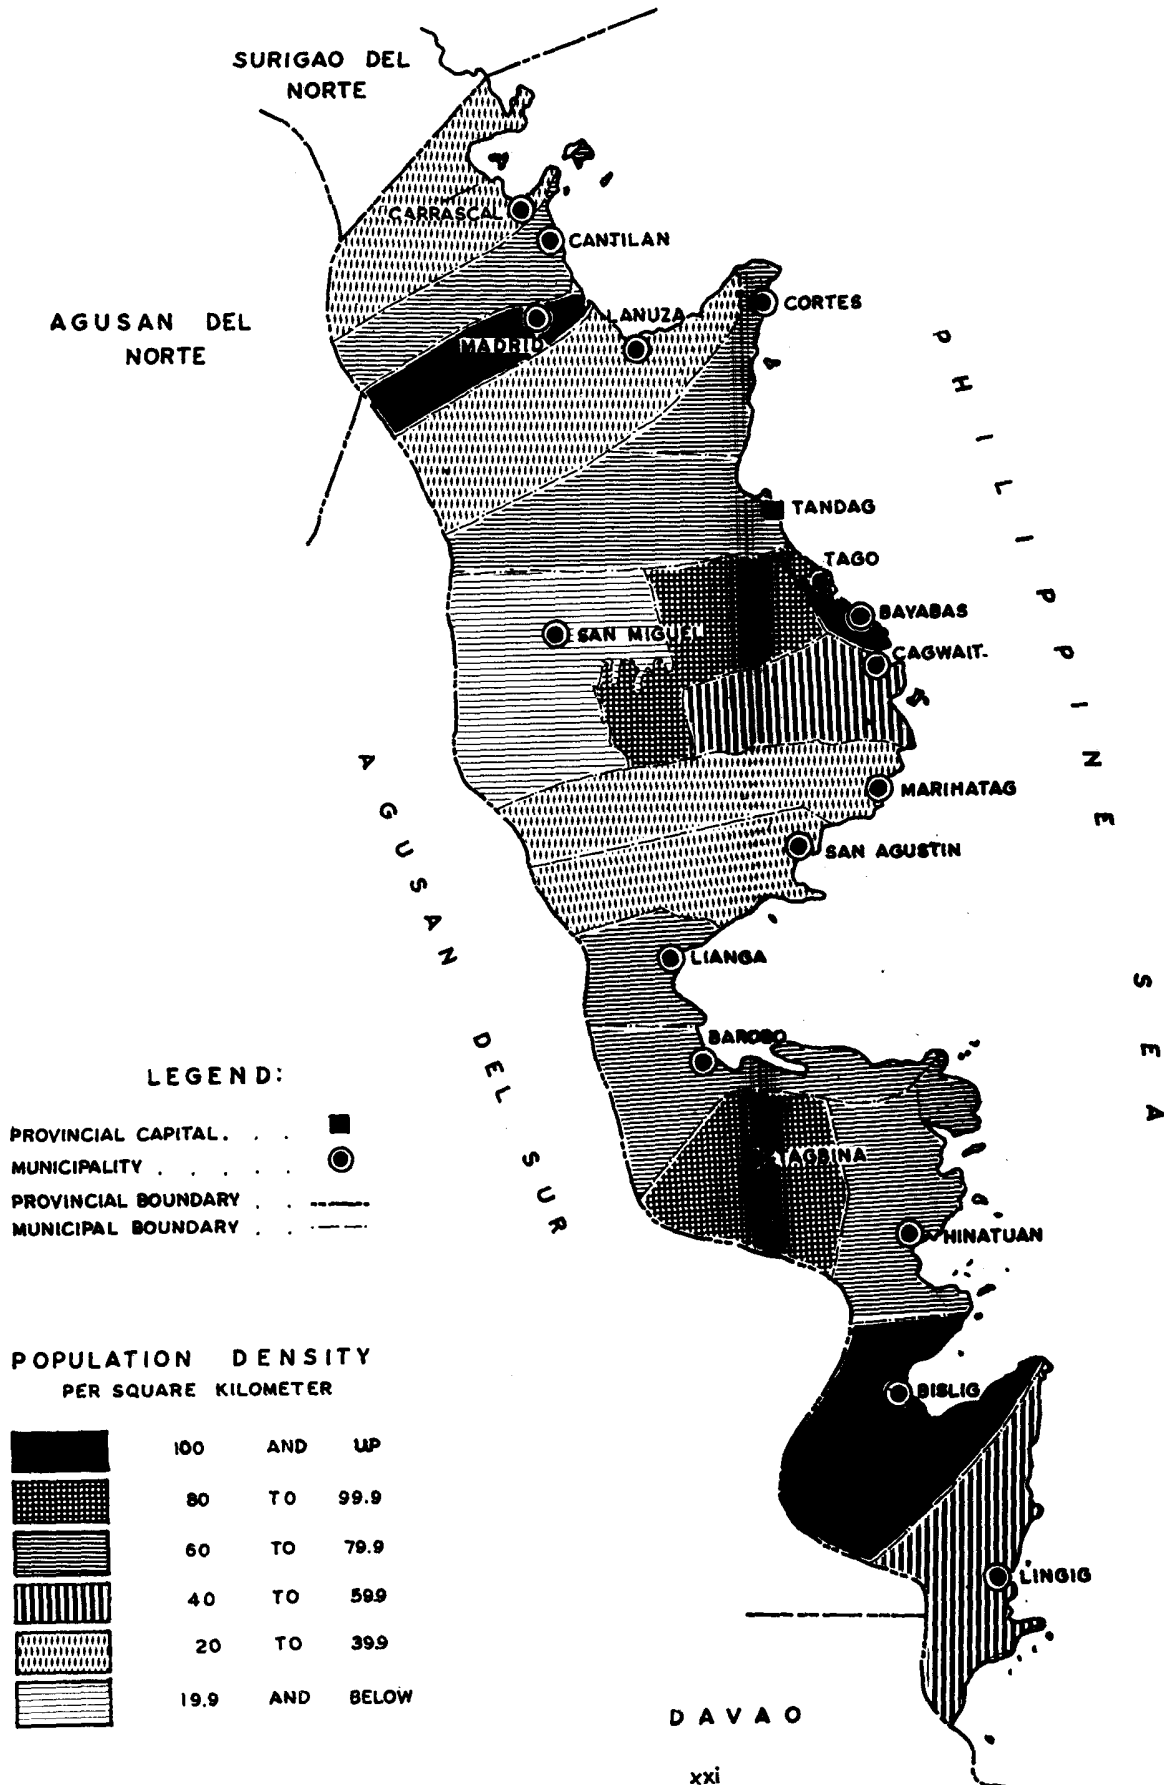 SURIGAO DEL
NORTE
CARRASCAL
CANTILAN
AGUSAN DEL
NORTE
LANUZA
CORTES
MADRID
PHILIPPINE SEA
TANDAG
TAGO
BAYABAS
SAN MIGUEL
CAGWAIT
MARIHATAG
SAN AGUSTIN
AGUSAN DEL SUR
LIANGA
BAROBO
TAGBINA
HINATUAN
BISLIG
LINGIG
DAVAO
LEGEND:
PROVINCIAL CAPITAL. . .
MUNICIPALITY . . . . .
PROVINCIAL BOUNDARY . .
MUNICIPAL BOUNDARY . .
POPULATION DENSITY
PER SQUARE KILOMETER
100 AND UP
80 TO 99.9
60 TO 79.9
40 TO 59.9
20 TO 39.9
19.9 AND BELOW
xxi